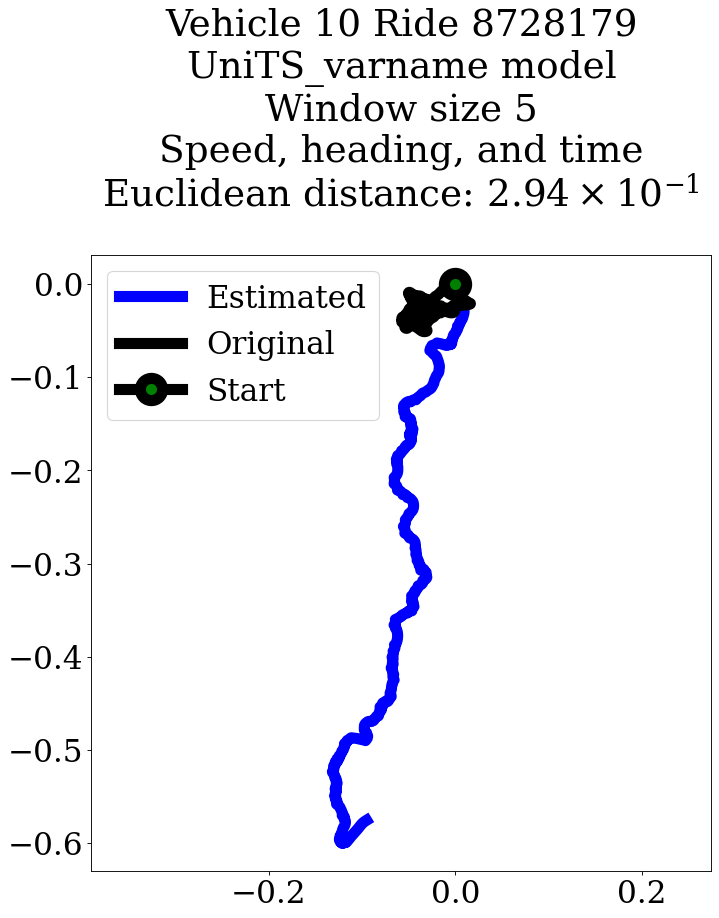 Vehicle 10 Ride 8728179
UniTS_varname model
Window size 5
Speed, heading, and time
Euclidean distance: 2.94 × 10⁻¹
Estimated
Original
Start
0.0
−0.1
−0.2
−0.3
−0.4
−0.5
−0.6
−0.2 0.0 0.2